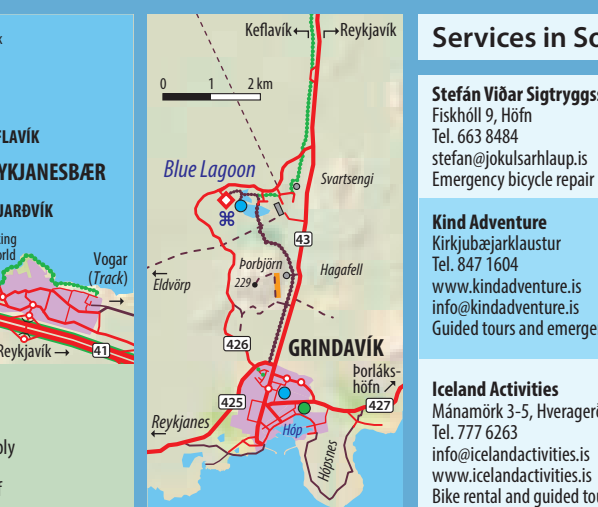 FLAVÍK
YKJANESBÆR
JARÐVÍK
Vogar
(Track)
Reykjavík →
41
Keflavík ← → Reykjavík
0 1 2 km
Blue Lagoon
Svartsengi
43
Þorbjörn
229
Hagafell
Eldvörp
426
GRINDAVÍK
Þorláks-
höfn
425
427
Reykjanes
Hóp
Hópsnes
Services in So
Stefán Viðar Sigtryggss
Fiskhóll 9, Höfn
Tel. 663 8484
stefan@jokulsarhlaup.is
Emergency bicycle repair
Kind Adventure
Kirkjubæjarklaustur
Tel. 847 1604
www.kindadventure.is
info@kindadventure.is
Guided tours and emerge
Iceland Activities
Mánamörk 3-5, Hverager
Tel. 777 6263
info@icelandactivities.is
www.icelandactivities.is
Bike rental and guided tou